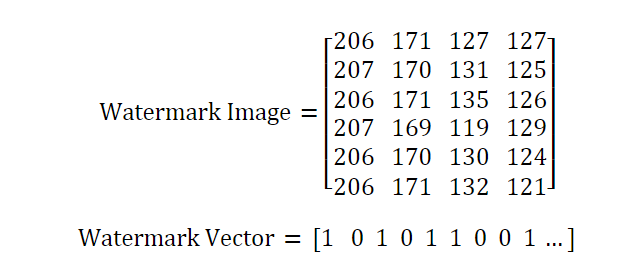 206 171 127 127
207 170 131 125
Watermark Image = 206 171 135 126
207 169 119 129
206 170 130 124
206 171 132 121
Watermark Vector = [1 0 1 0 1 1 0 0 1 ... ]